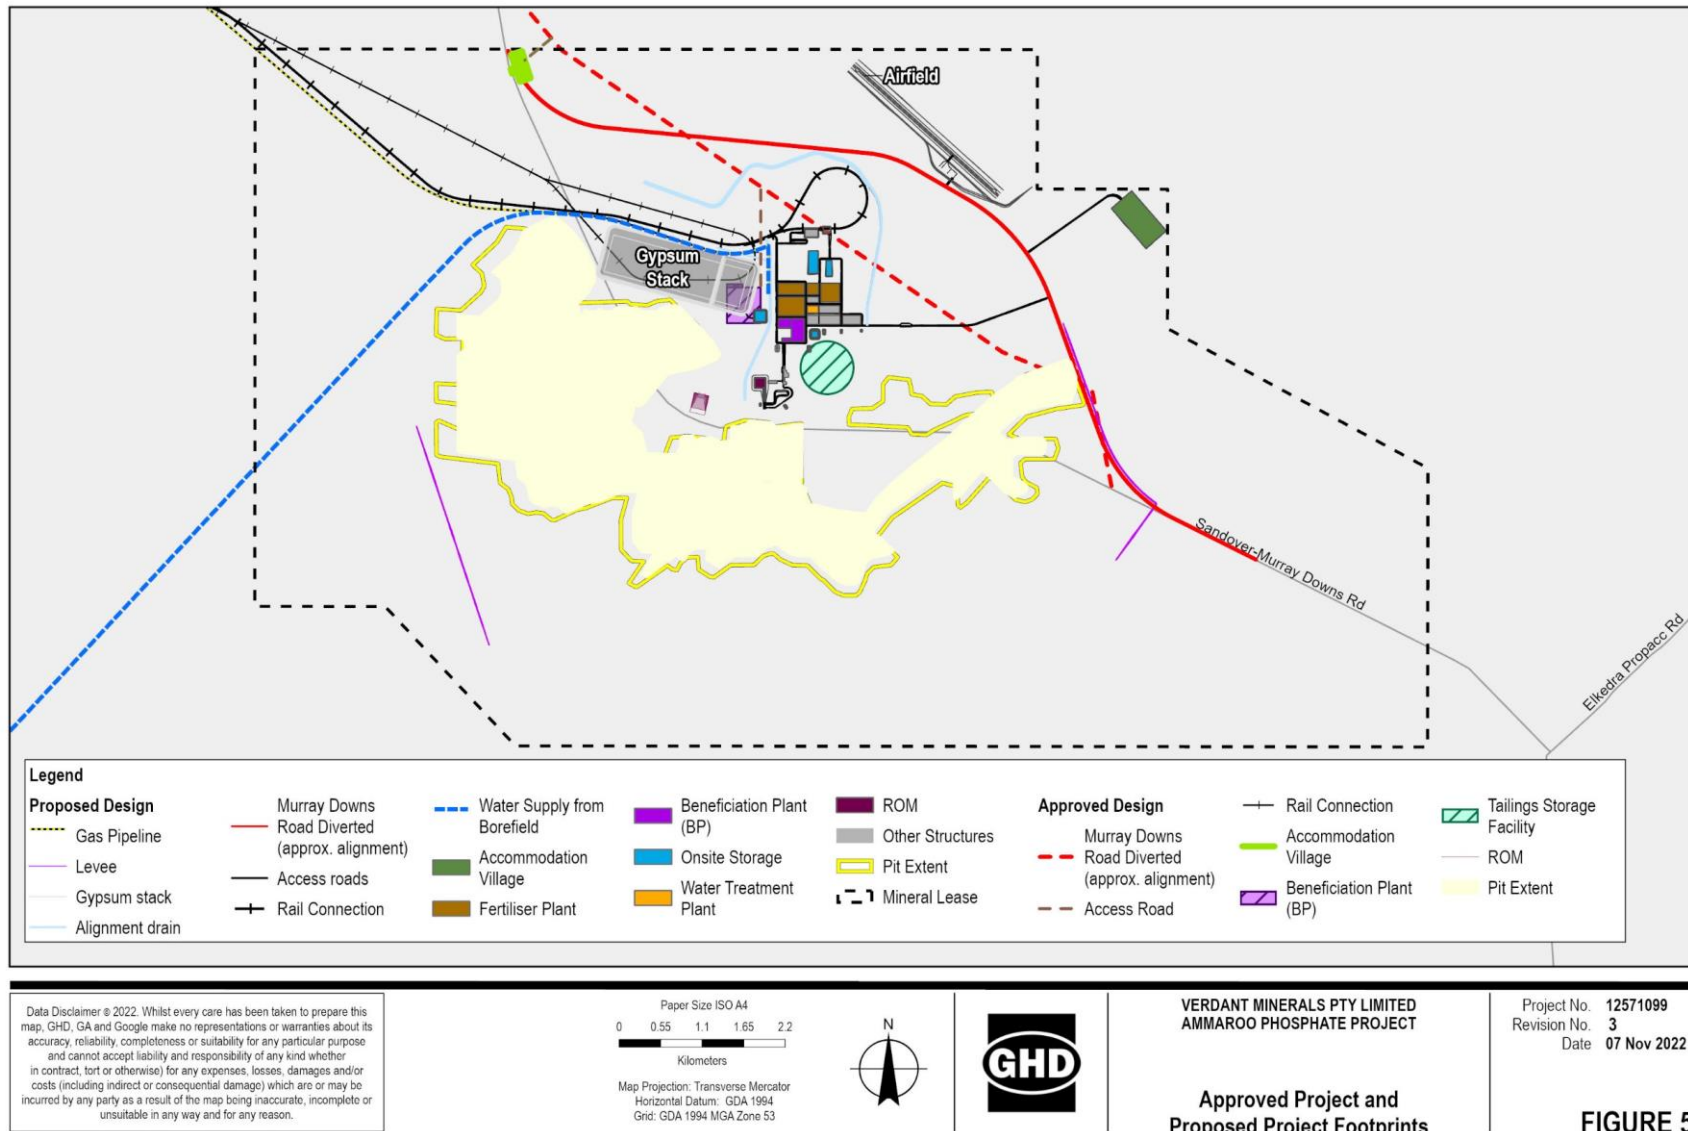 Airfield
Gypsum
Stack
Sandover-Murray Downs Rd
Elkedra Propacc Rd
Legend
Proposed Design
Gas Pipeline
Levee
Gypsum stack
Alignment drain
Murray Downs
Road Diverted
(approx. alignment)
Access roads
Rail Connection
Water Supply from
Borefield
Accommodation
Village
Fertiliser Plant
Beneficiation Plant
(BP)
Onsite Storage
Water Treatment
Plant
ROM
Other Structures
Pit Extent
Mineral Lease
Approved Design
Murray Downs
Road Diverted
(approx. alignment)
Access Road
Rail Connection
Accommodation
Village
Beneficiation Plant
(BP)
Tailings Storage
Facility
ROM
Pit Extent
Data Disclaimer © 2022. Whilst every care has been taken to prepare this
map, GHD, GA and Google make no representations or warranties about its
accuracy, reliability, completeness or suitability for any particular purpose
and cannot accept liability and responsibility of any kind whether
in contract, tort or otherwise) for any expenses, losses, damages and/or
costs (including indirect or consequential damage) which are or may be
incurred by any party as a result of the map being inaccurate, incomplete or
unsuitable in any way and for any reason.
Paper Size ISO A4
0 0.55 1.1 1.65 2.2
Kilometers
Map Projection: Transverse Mercator
Horizontal Datum: GDA 1994
Grid: GDA 1994 MGA Zone 53
N
GHD
VERDANT MINERALS PTY LIMITED
AMMAROO PHOSPHATE PROJECT
Approved Project and
Proposed Project Footprints
Project No. 12571099
Revision No. 3
Date 07 Nov 2022
FIGURE 5